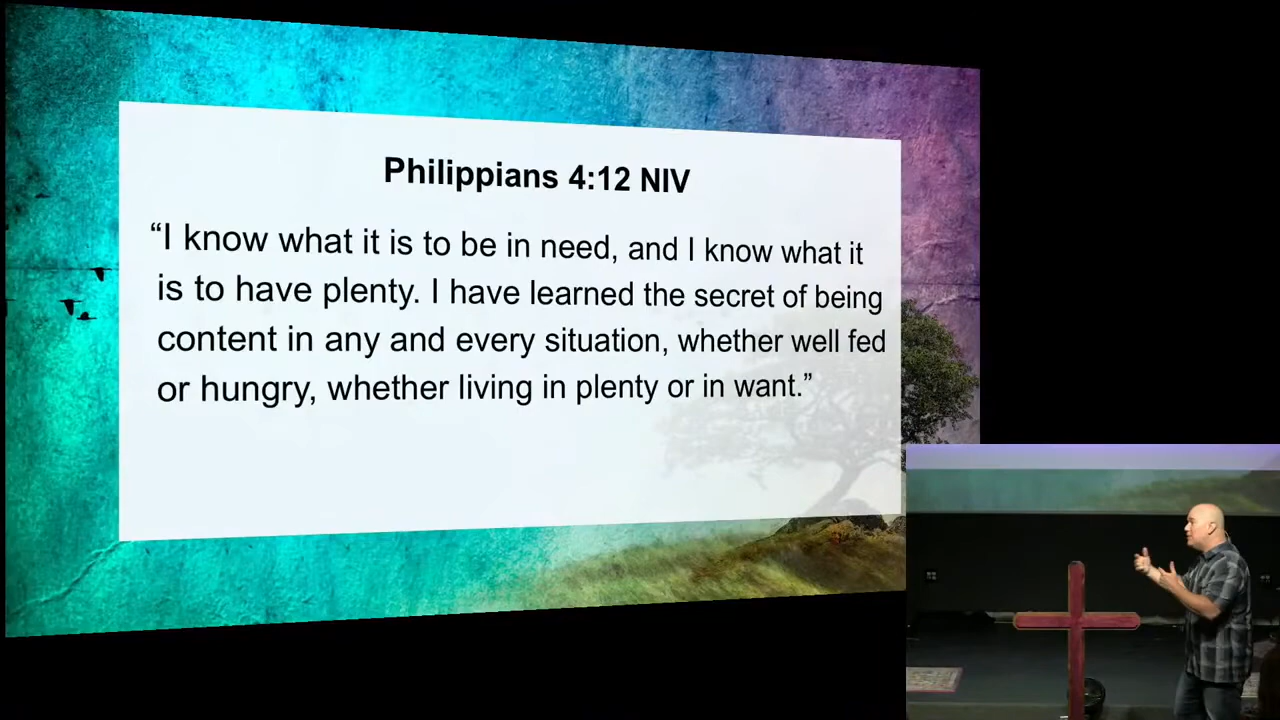 Philippians 4:12 NIV
“I know what it is to be in need, and I know what it
is to have plenty. I have learned the secret of being
content in any and every situation, whether well fed
or hungry, whether living in plenty or in want.”